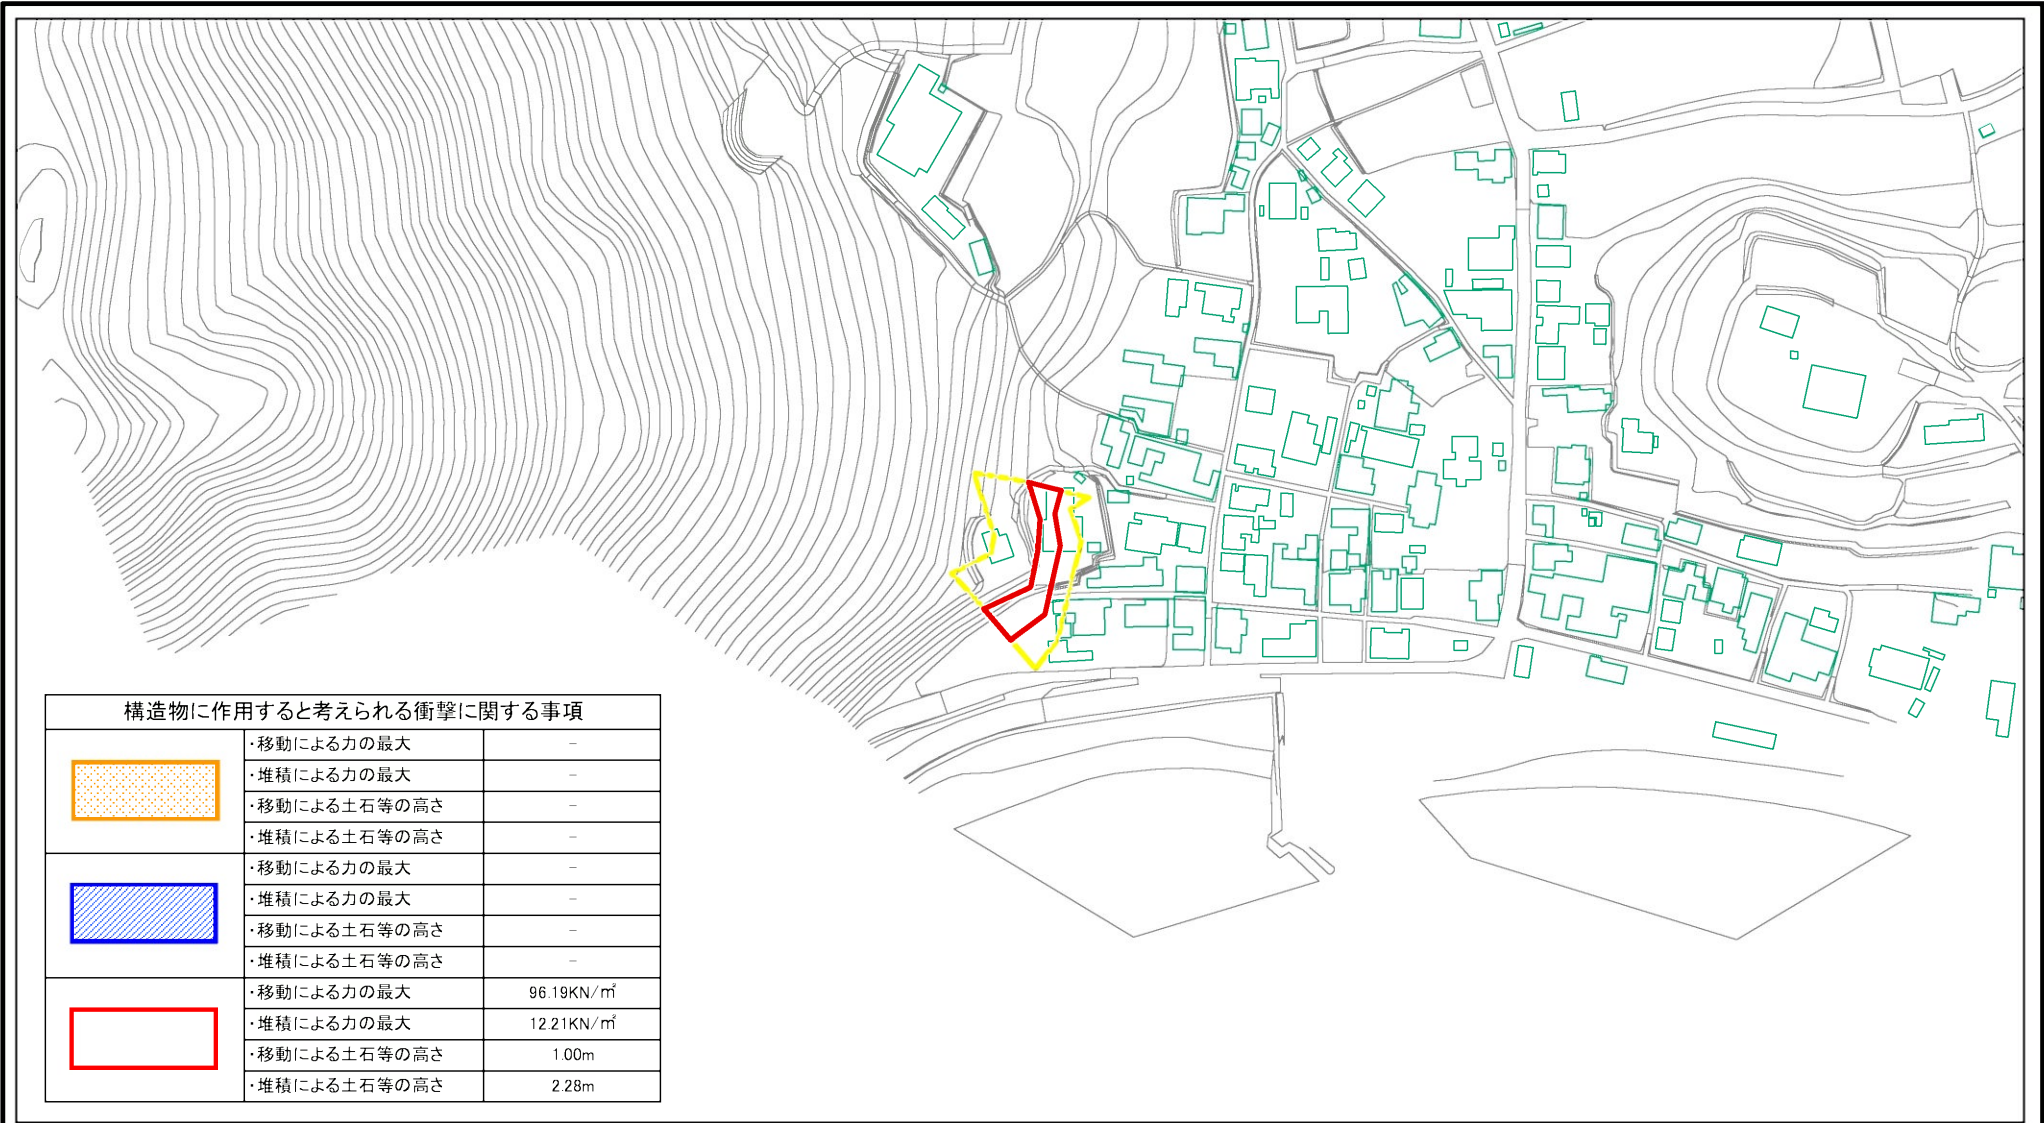 構造物に作用すると考えられる衝撃に関する事項
・移動による力の最大 －
・堆積による力の最大 －
・移動による土石等の高さ －
・堆積による土石等の高さ －
・移動による力の最大 －
・堆積による力の最大 －
・移動による土石等の高さ －
・堆積による土石等の高さ －
・移動による力の最大 96.19KN/㎡
・堆積による力の最大 12.21KN/㎡
・移動による土石等の高さ 1.00m
・堆積による土石等の高さ 2.28m